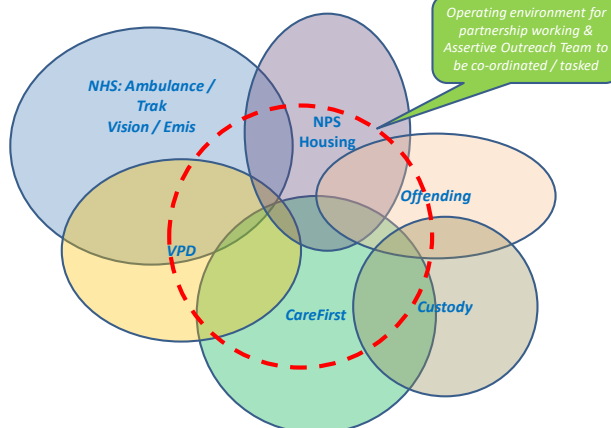 Operating environment for
partnership working &
Assertive Outreach Team to
be co-ordinated / tasked
NHS: Ambulance /
Trak
Vision / Emis
NPS
Housing
Offending
VPD
CareFirst
Custody